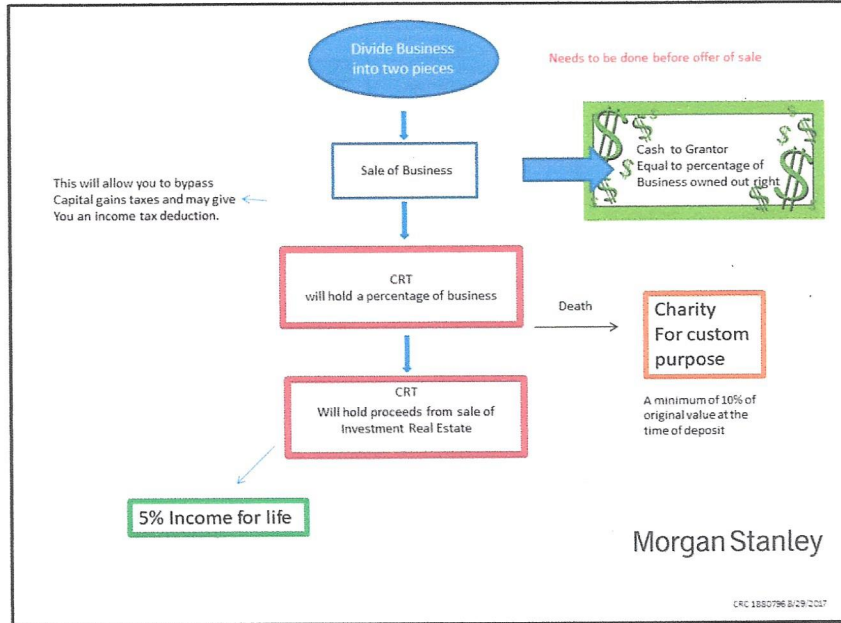 Divide Business
into two pieces
Needs to be done before offer of sale
Sale of Business
Cash to Grantor
Equal to percentage of
Business owned out right
This will allow you to bypass
Capital gains taxes and may give
You an income tax deduction.
CRT
will hold a percentage of business
Death
Charity
For custom
purpose
CRT
Will hold proceeds from sale of
Investment Real Estate
A minimum of 10% of
original value at the
time of deposit
5% Income for life
Morgan Stanley
CRC 1880796 8/29/2017